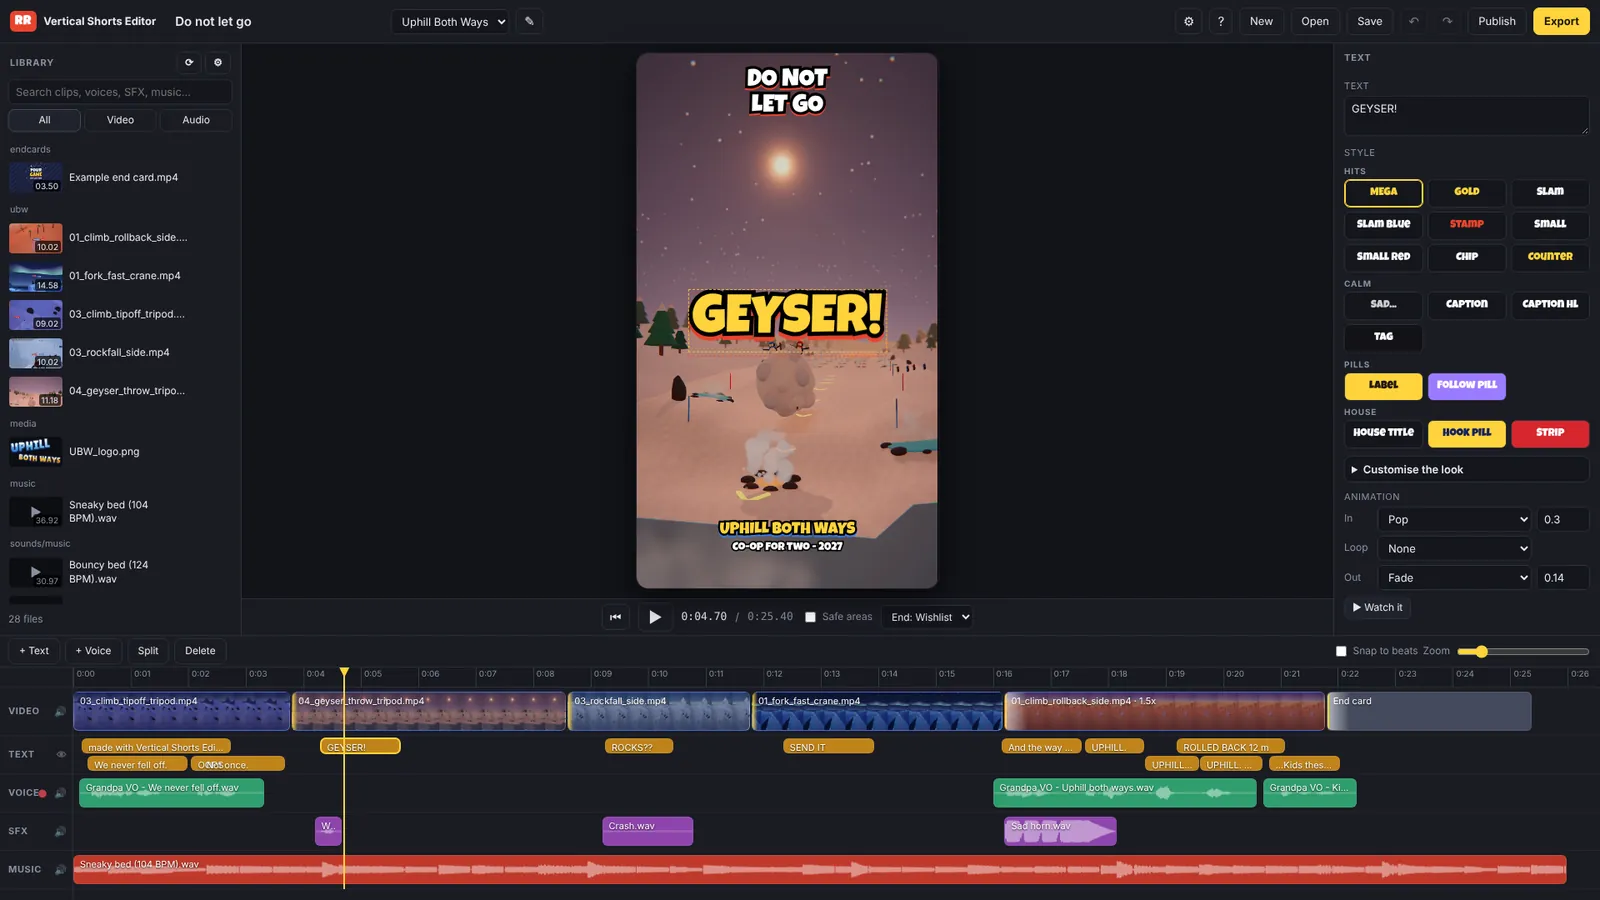 RR Vertical Shorts Editor Do not let go Uphill Both Ways ? New Open Save Publish Export
LIBRARY
Search clips, voices, SFX, music...
All Video Audio
endcards
03.50 Example end card.mp4
ubw
10.02 01_climb_rollback_side....
14.58 01_fork_fast_crane.mp4
09.02 03_climb_tipoff_tripod....
10.02 03_rockfall_side.mp4
11.18 04_geyser_throw_tripo...
media
UPHILL BOTH WAYS UBW_logo.png
music
36.92 Sneaky bed (104 BPM).wav
sounds/music
30.97 Bouncy bed (124 BPM).wav
28 files
DO NOT
LET GO
GEYSER!
UPHILL BOTH WAYS
CO-OP FOR TWO - 2027
0:04.70 / 0:25.40 Safe areas End: Wishlist
TEXT
TEXT
GEYSER!
STYLE
HITS
MEGA GOLD SLAM
SLAM BLUE STAMP SMALL
SMALL RED CHIP COUNTER
CALM
SAD... CAPTION CAPTION HL
TAG
PILLS
LABEL FOLLOW PILL
HOUSE
HOUSE TITLE HOOK PILL STRIP
Customise the look
ANIMATION
In Pop 0.3
Loop None
Out Fade 0.14
Watch it
+ Text + Voice Split Delete Snap to beats Zoom
0:00 0:01 0:02 0:03 0:04 0:05 0:06 0:07 0:08 0:09 0:10 0:11 0:12 0:13 0:14 0:15 0:16 0:17 0:18 0:19 0:20 0:21 0:22 0:23 0:24 0:25 0:26
VIDEO 03_climb_tipoff_tripod.mp4 04_geyser_throw_tripod.mp4 03_rockfall_side.mp4 01_fork_fast_crane.mp4 01_climb_rollback_side.mp4 · 1.5x End card
TEXT made with Vertical Shorts Edi... GEYSER! ROCKS?? SEND IT And the way ... UPHILL. ROLLED BACK 12 m
We never fell off. once. UPHILL... UPHILL. ... ...Kids thes...
VOICE Grandpa VO - We never fell off.wav Grandpa VO - Uphill both ways.wav Grandpa VO - Ki...
SFX W... Crash.wav Sad horn.wav
MUSIC Sneaky bed (104 BPM).wav